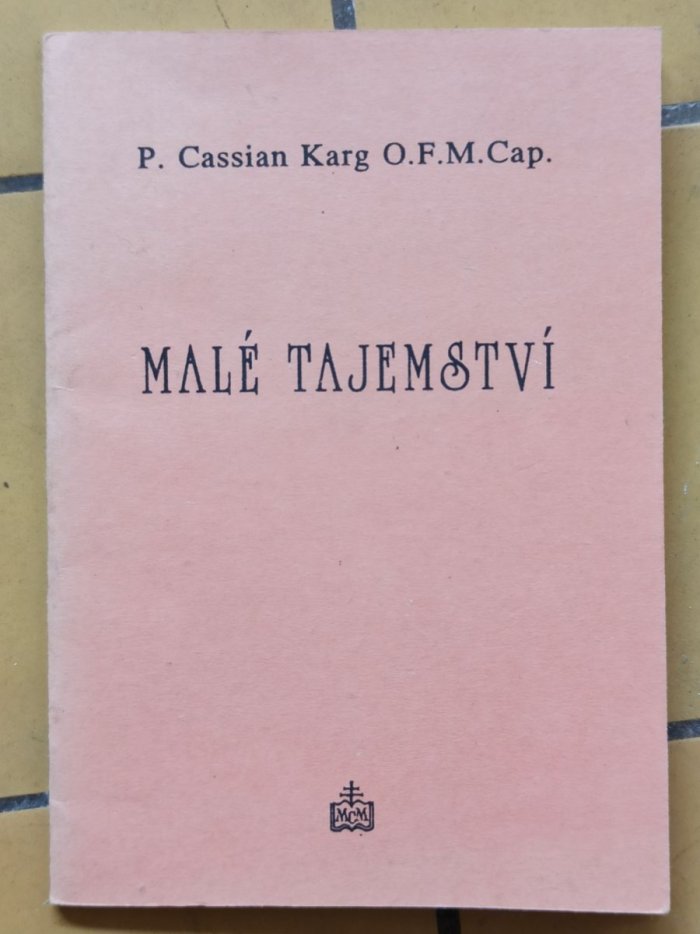 P. Cassian Karg O.F.M.Cap.
MALÉ TAJEMSTVÍ
MCM